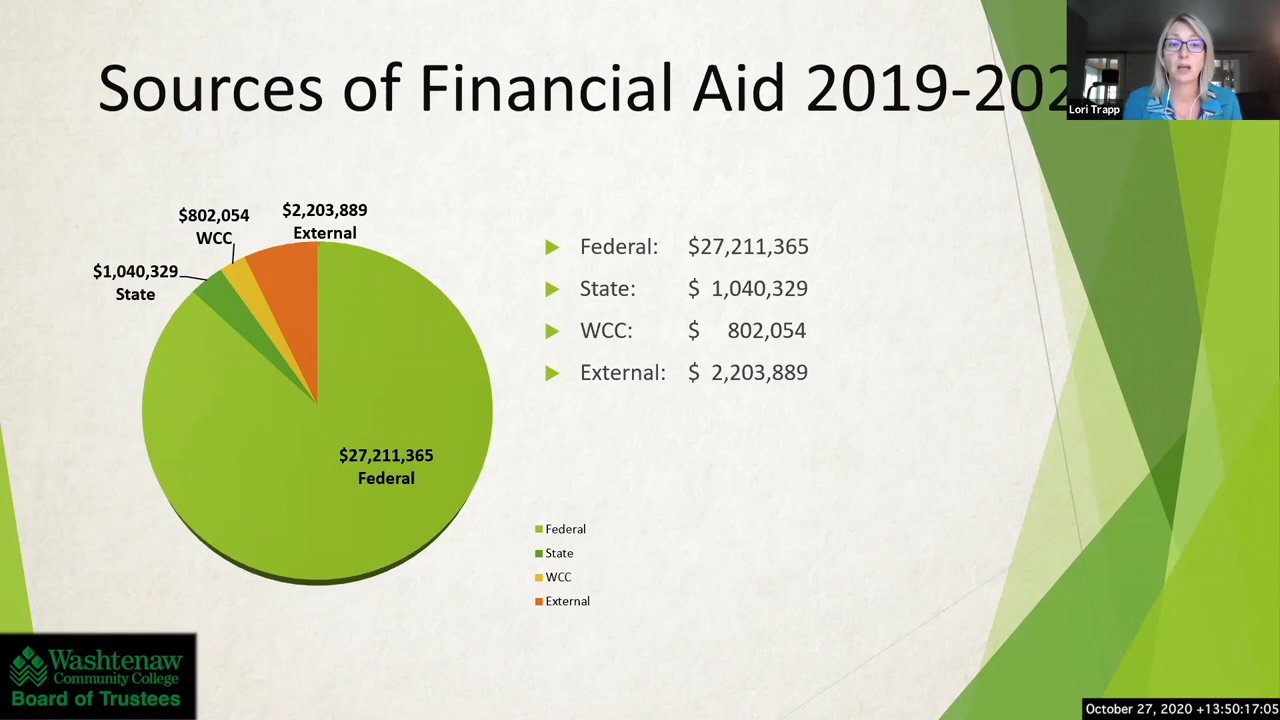 Sources of Financial Aid 2019-202
Lori Trapp
$802,054
WCC
$2,203,889
External
$1,040,329
State
$27,211,365
Federal
Federal: $27,211,365
State: $ 1,040,329
WCC: $ 802,054
External: $ 2,203,889
Federal
State
WCC
External
Washtenaw
Community College
Board of Trustees
October 27, 2020 +13:50:17:05